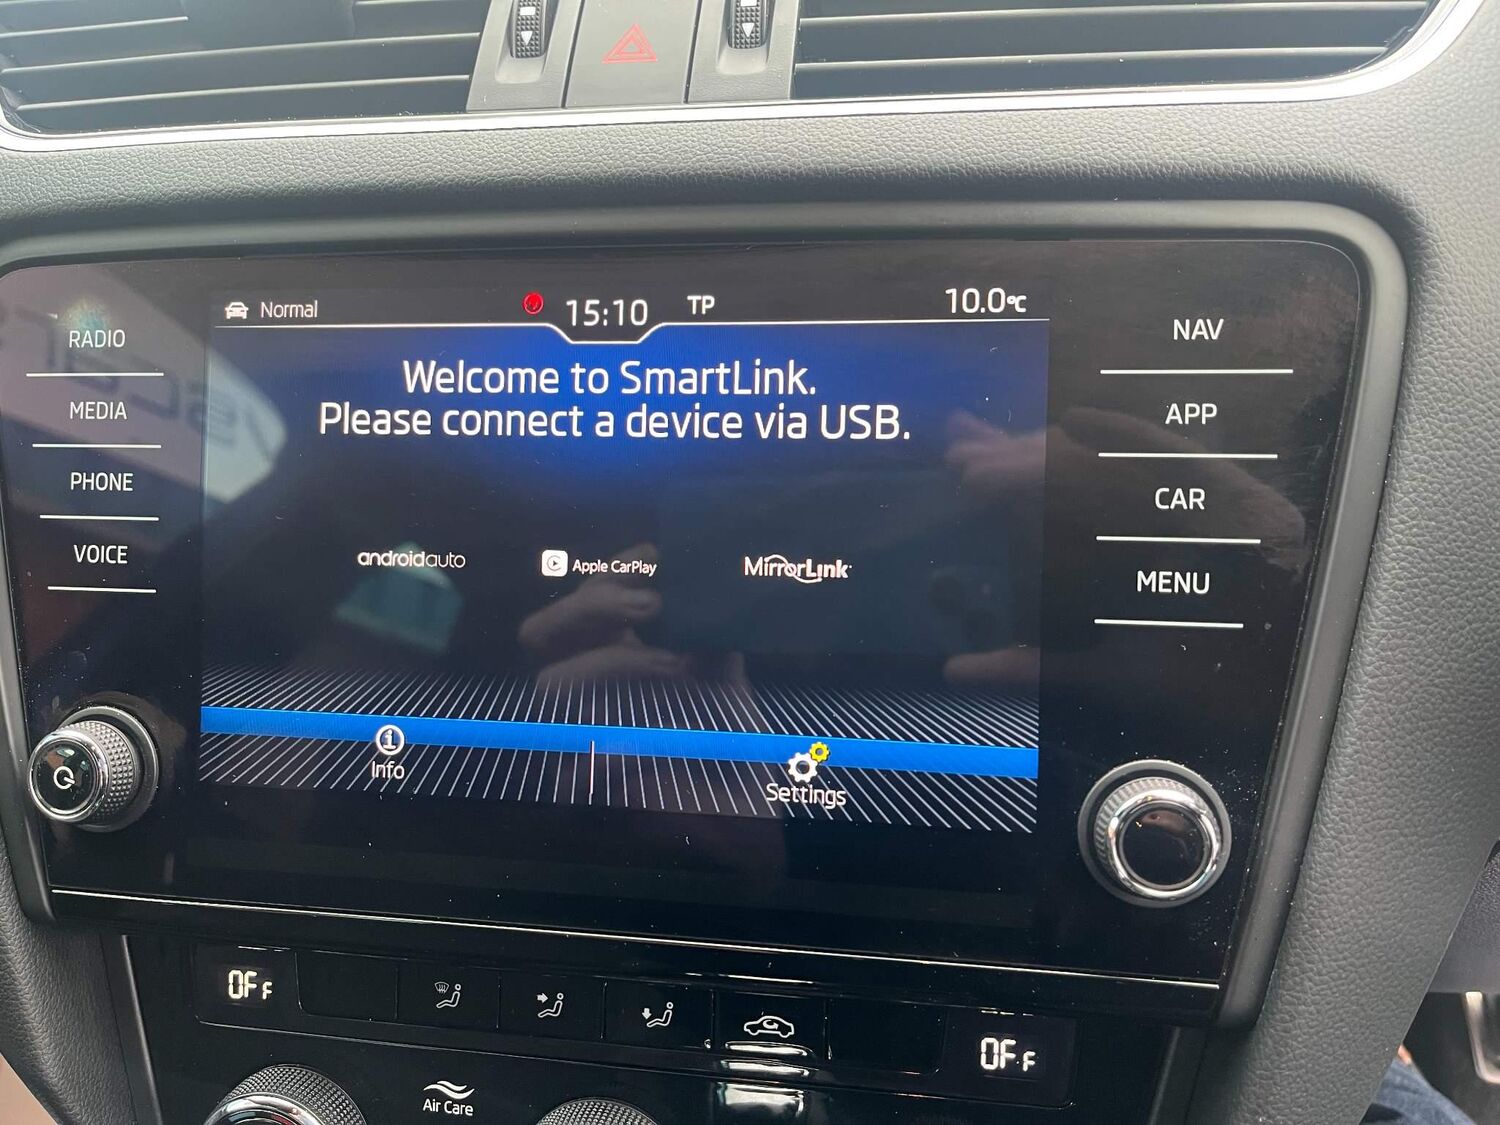 Normal
15:10
TP
10.0°C
RADIO
MEDIA
PHONE
VOICE
Welcome to SmartLink.
Please connect a device via USB.
androidauto
Apple CarPlay
MirrorLink
Info
Settings
NAV
APP
CAR
MENU
OFF
OFF
Air Care